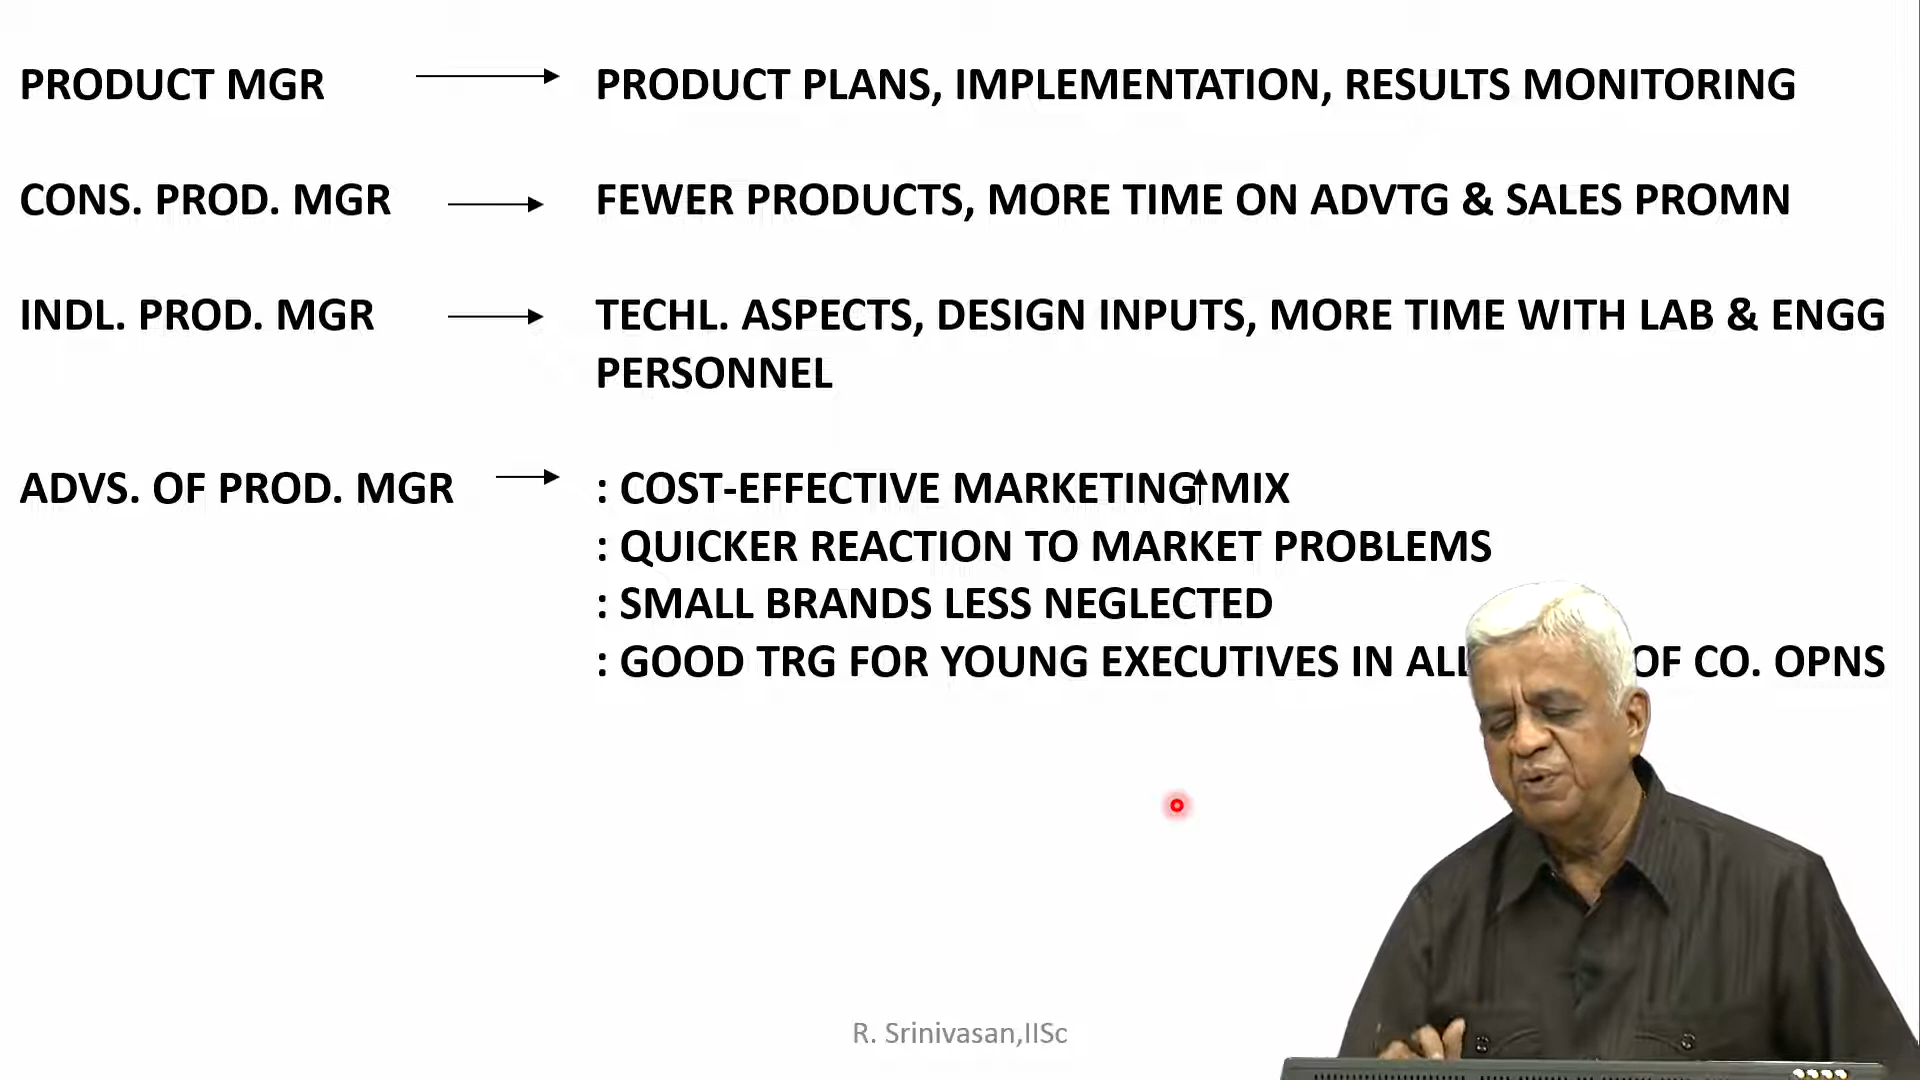 PRODUCT MGR PRODUCT PLANS, IMPLEMENTATION, RESULTS MONITORING
CONS. PROD. MGR FEWER PRODUCTS, MORE TIME ON ADVTG & SALES PROMN
INDL. PROD. MGR TECHL. ASPECTS, DESIGN INPUTS, MORE TIME WITH LAB & ENGG
PERSONNEL
ADVS. OF PROD. MGR : COST-EFFECTIVE MARKETING MIX
: QUICKER REACTION TO MARKET PROBLEMS
: SMALL BRANDS LESS NEGLECTED
: GOOD TRG FOR YOUNG EXECUTIVES IN ALL OF CO. OPNS
R. Srinivasan,IISc